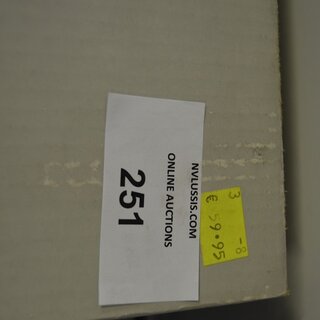 NVLUSSIS.COM
ONLINE AUCTIONS
251
-8
3
€ 59.95